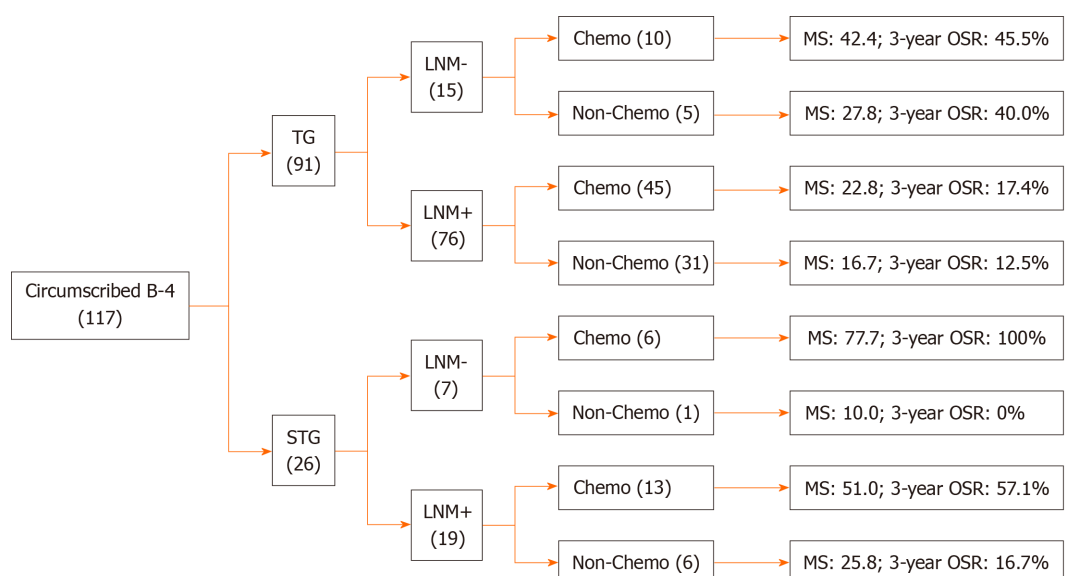 Circumscribed B-4
(117)
TG
(91)
STG
(26)
LNM-
(15)
LNM+
(76)
LNM-
(7)
LNM+
(19)
Chemo (10)
MS: 42.4; 3-year OSR: 45.5%
Non-Chemo (5)
MS: 27.8; 3-year OSR: 40.0%
Chemo (45)
MS: 22.8; 3-year OSR: 17.4%
Non-Chemo (31)
MS: 16.7; 3-year OSR: 12.5%
Chemo (6)
MS: 77.7; 3-year OSR: 100%
Non-Chemo (1)
MS: 10.0; 3-year OSR: 0%
Chemo (13)
MS: 51.0; 3-year OSR: 57.1%
Non-Chemo (6)
MS: 25.8; 3-year OSR: 16.7%